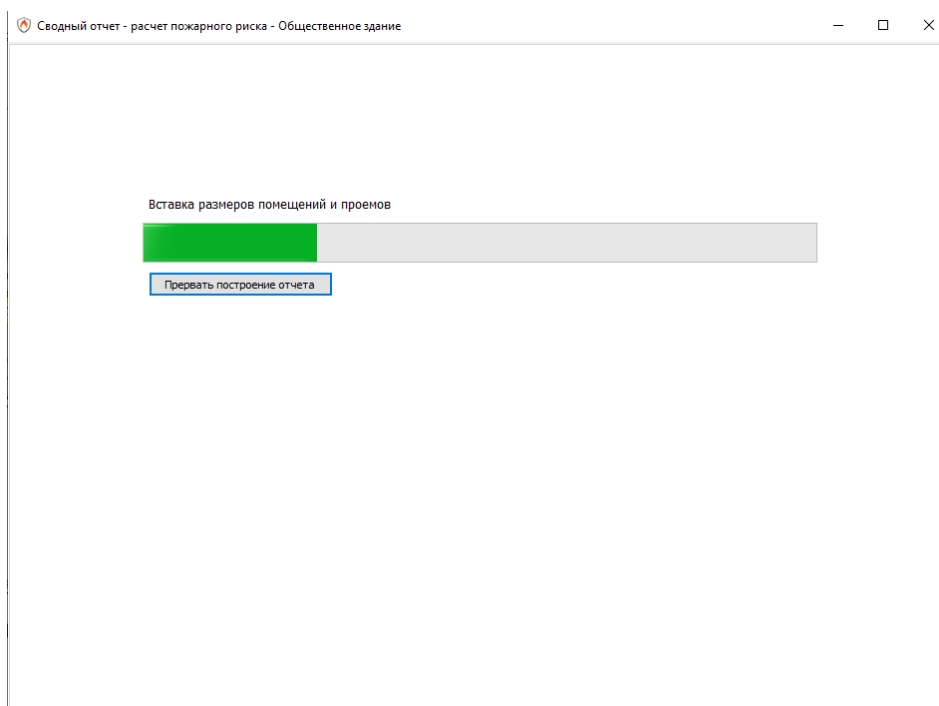 Сводный отчет - расчет пожарного риска - Общественное здание
Вставка размеров помещений и проемов
Прервать построение отчета